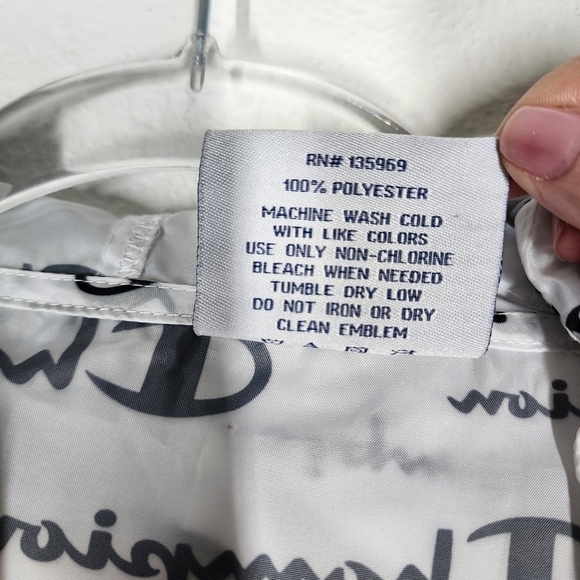 RN# 135969
100% POLYESTER
MACHINE WASH COLD
WITH LIKE COLORS
USE ONLY NON-CHLORINE
BLEACH WHEN NEEDED
TUMBLE DRY LOW
DO NOT IRON OR DRY
CLEAN EMBLEM
Champion